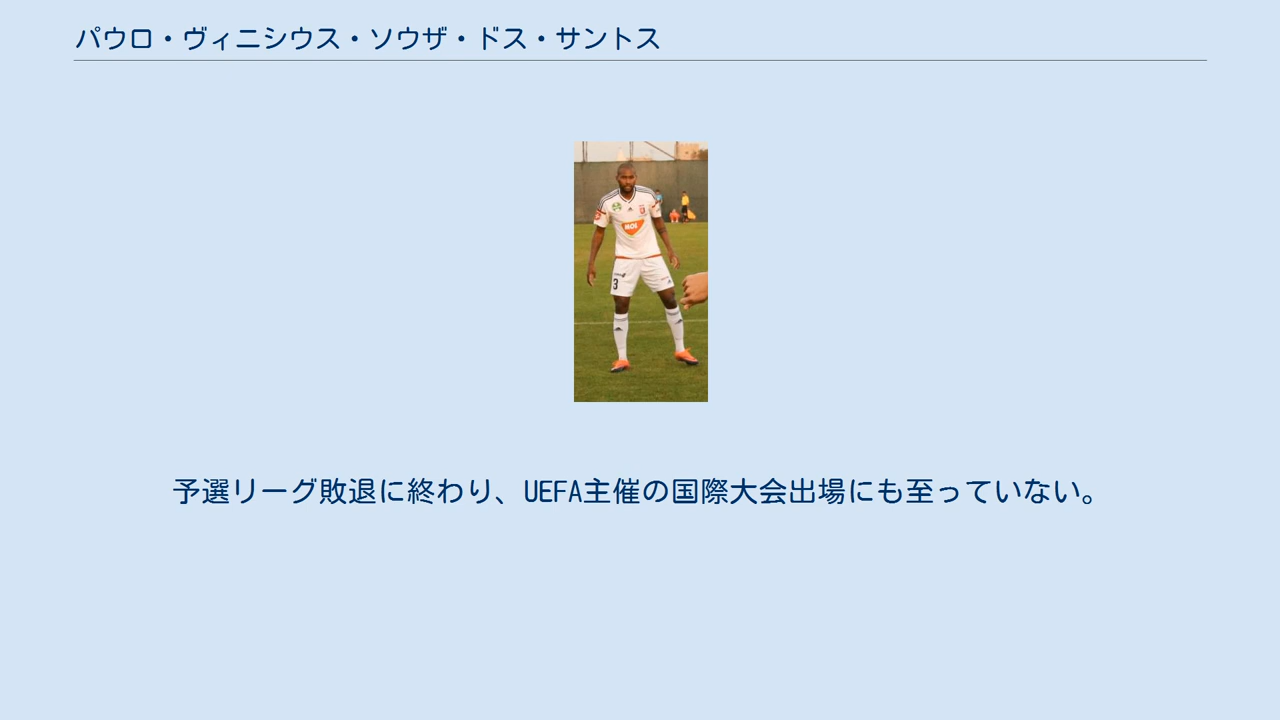 パウロ・ヴィニシウス・ソウザ・ドス・サントス
MOL
3
予選リーグ敗退に終わり、UEFA主催の国際大会出場にも至っていない。